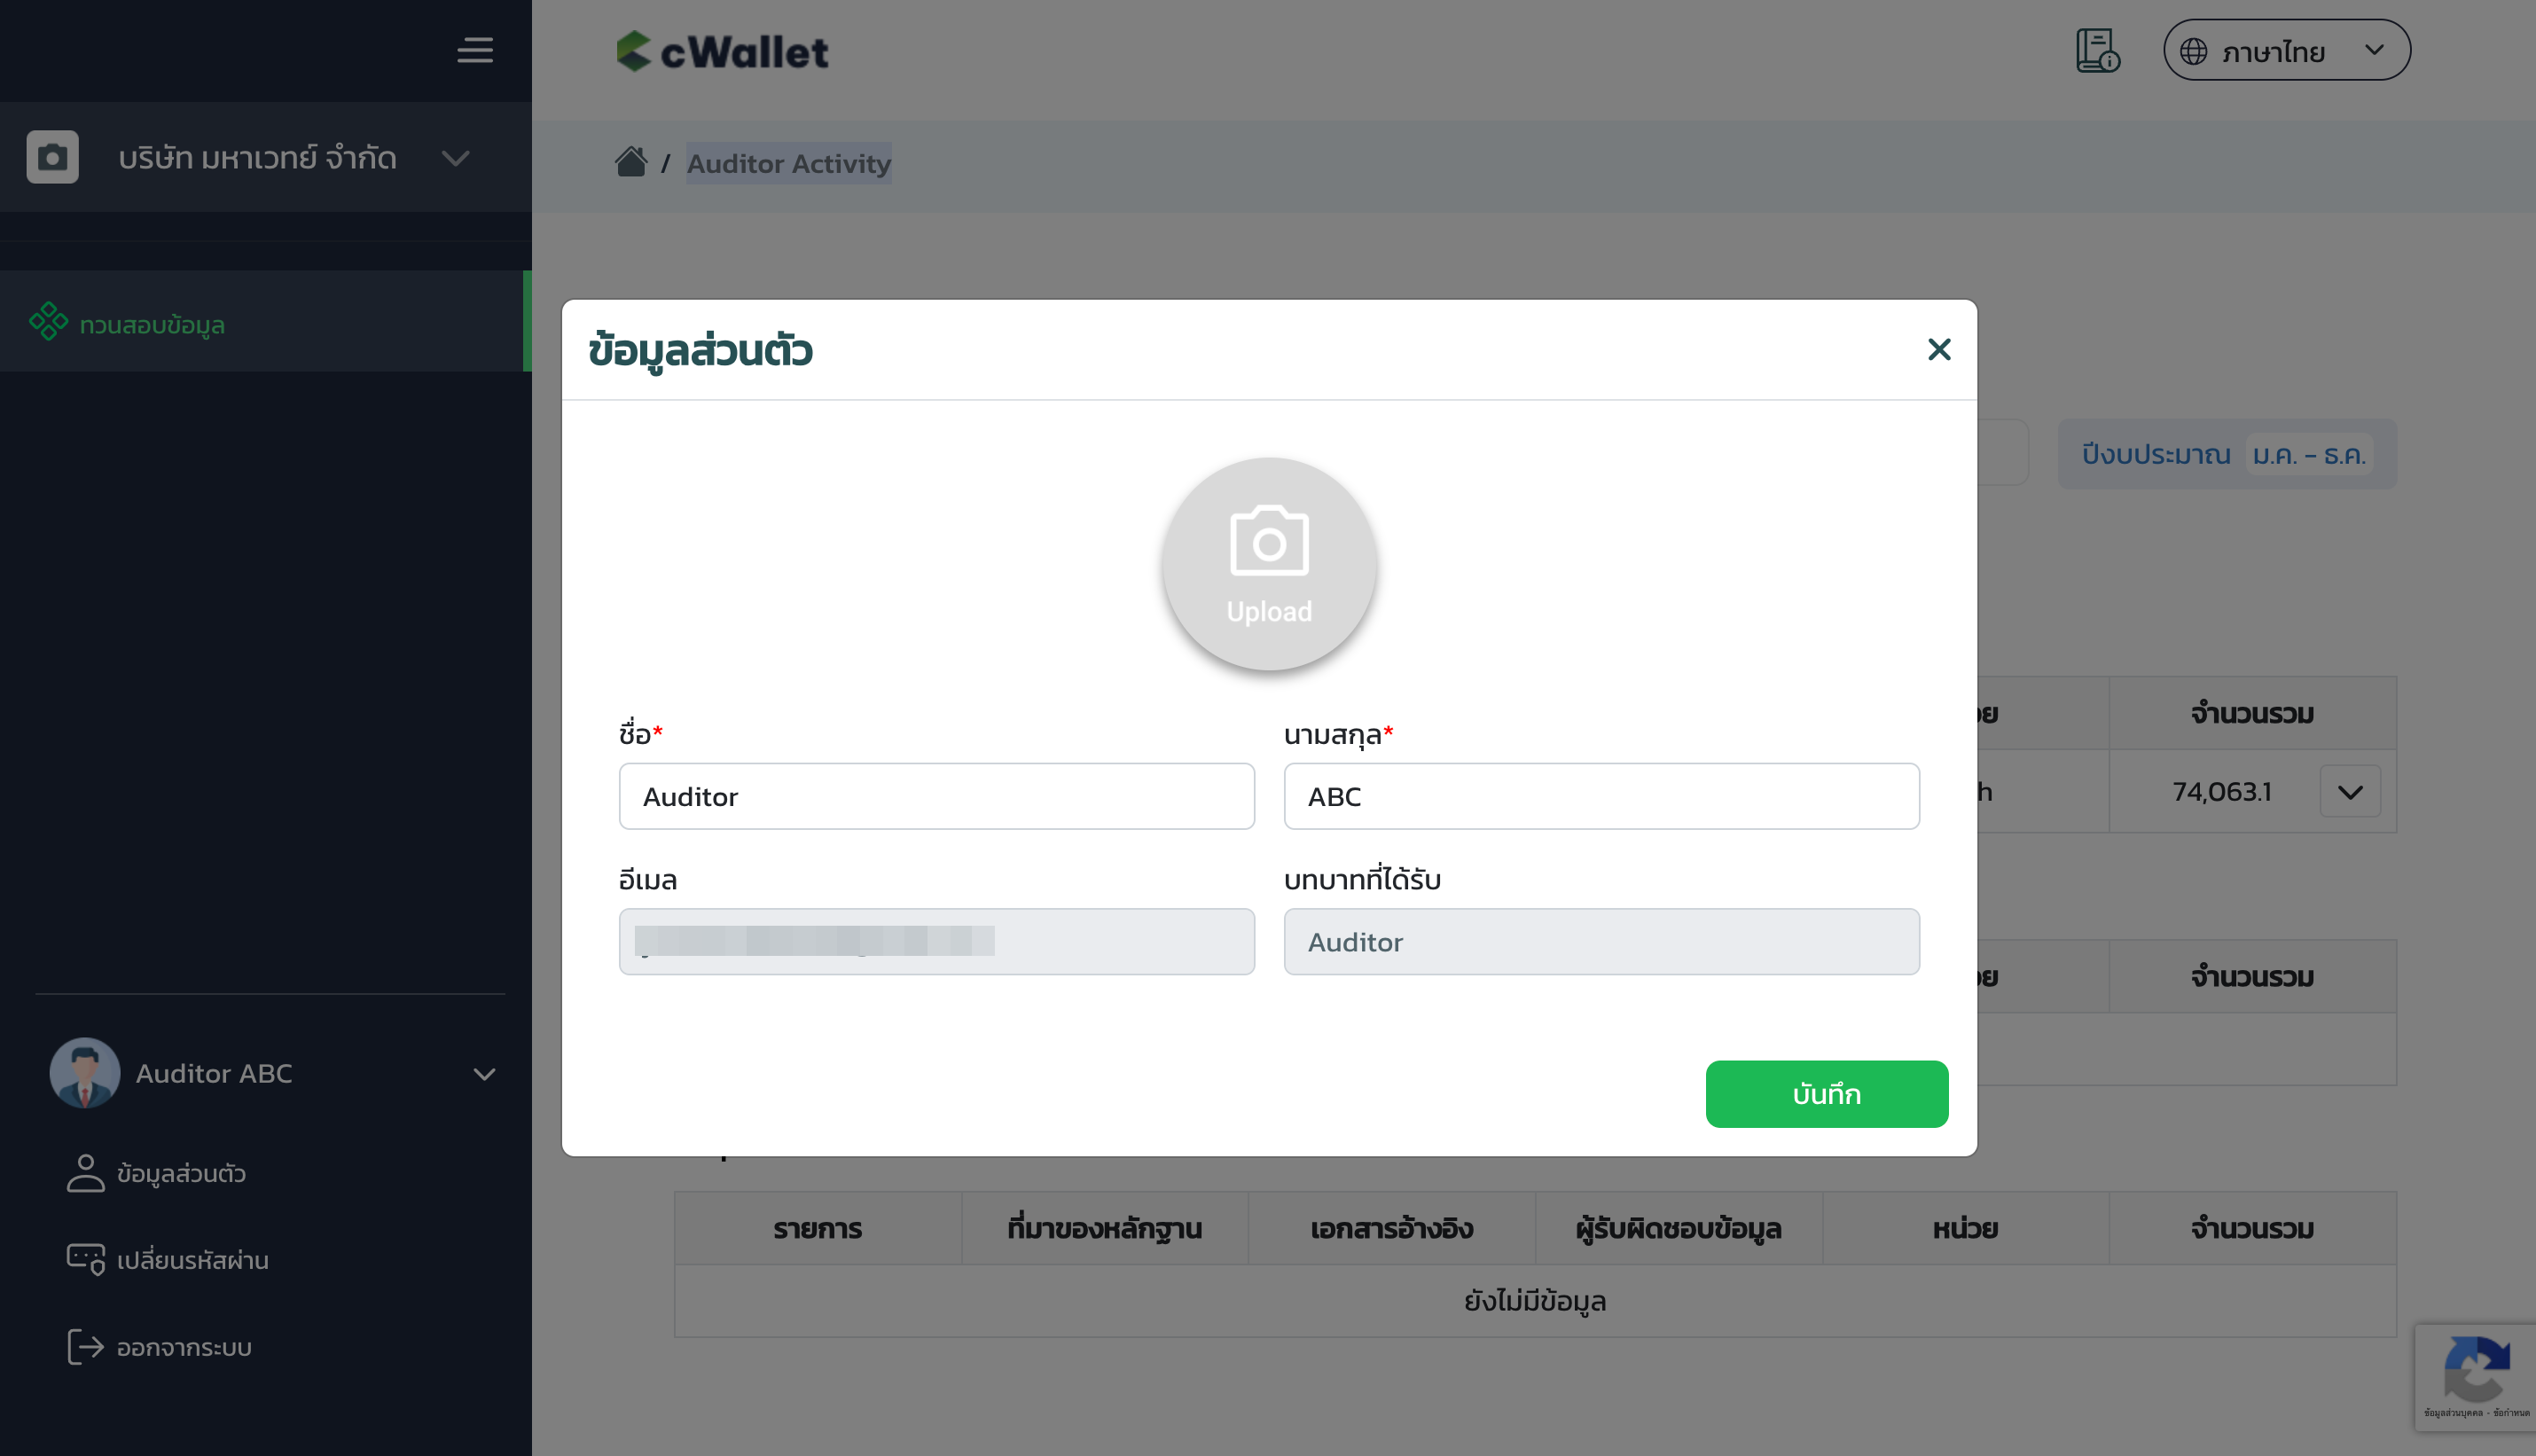 cWallet
ภาษาไทย
บริษัท มหาเวทย์ จำกัด
/ Auditor Activity
ทวนสอบข้อมูล
ข้อมูลส่วนตัว
ปีงบประมาณ ม.ค. - ธ.ค.
Upload
จำนวนรวม
ชื่อ*
นามสกุล*
Auditor
ABC
74,063.1
อีเมล
บทบาทที่ได้รับ
Auditor
จำนวนรวม
Auditor ABC
บันทึก
ข้อมูลส่วนตัว
เปลี่ยนรหัสผ่าน
ออกจากระบบ
รายการ ที่มาของหลักฐาน เอกสารอ้างอิง ผู้รับผิดชอบข้อมูล หน่วย จำนวนรวม
ยังไม่มีข้อมูล
ข้อมูลส่วนบุคคล - ข้อกำหนด